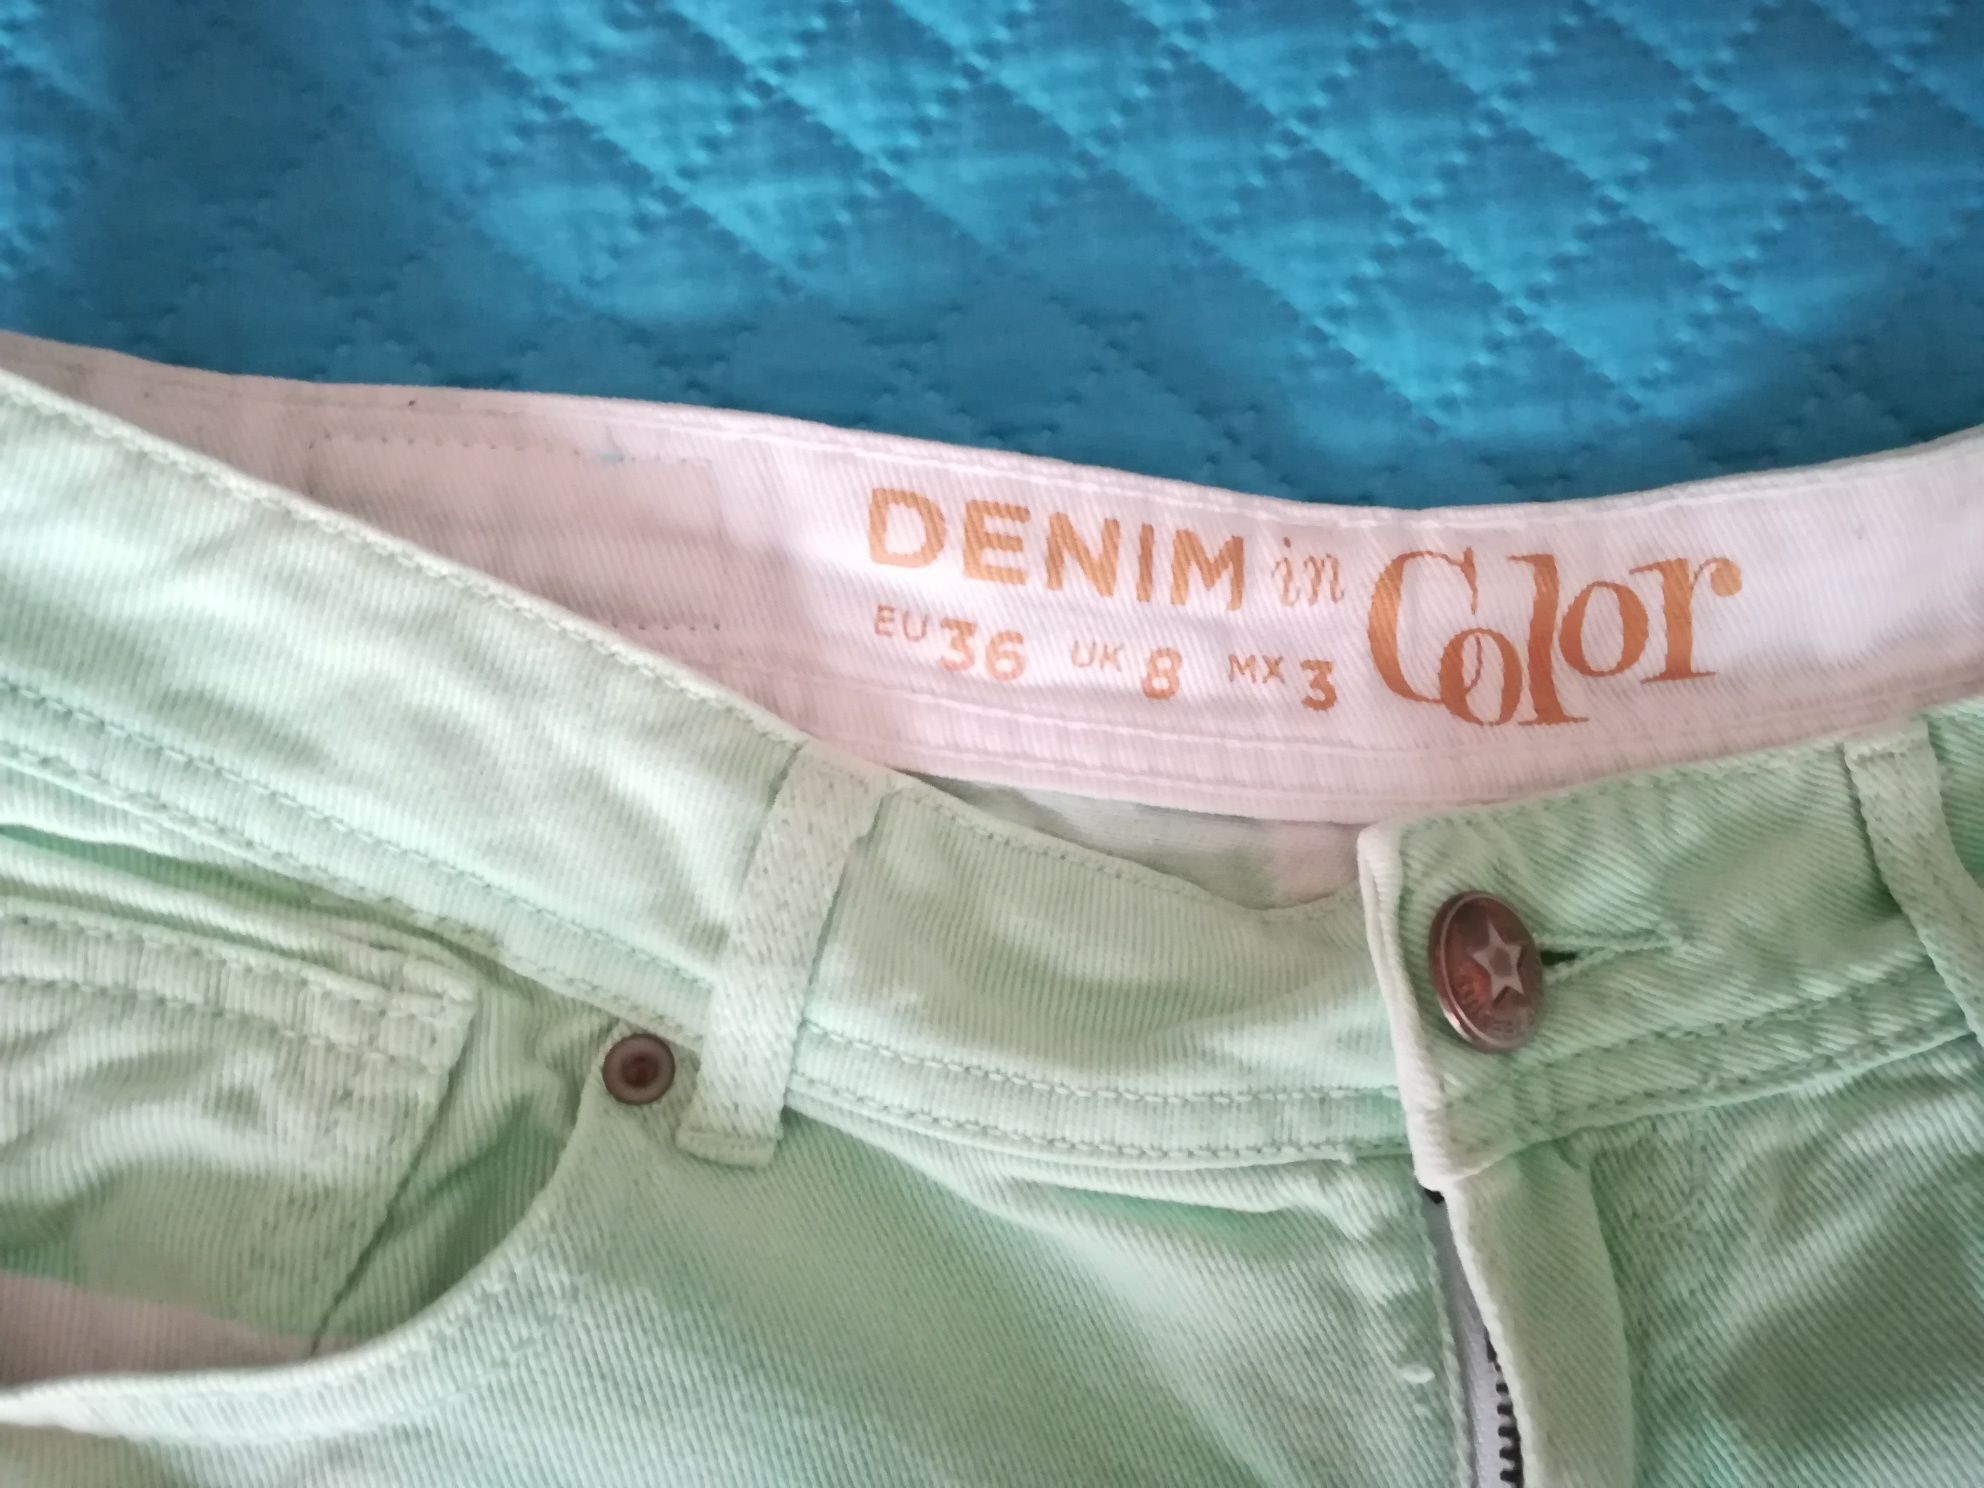 DENIM in Color
EU 36 UK 8 MX 3